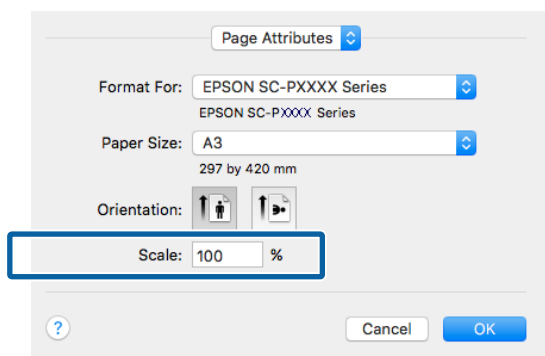 Page Attributes
Format For: EPSON SC-PXXXX Series
EPSON SC-PXXXX Series
Paper Size: A3
297 by 420 mm
Orientation:
Scale: 100 %
? Cancel OK